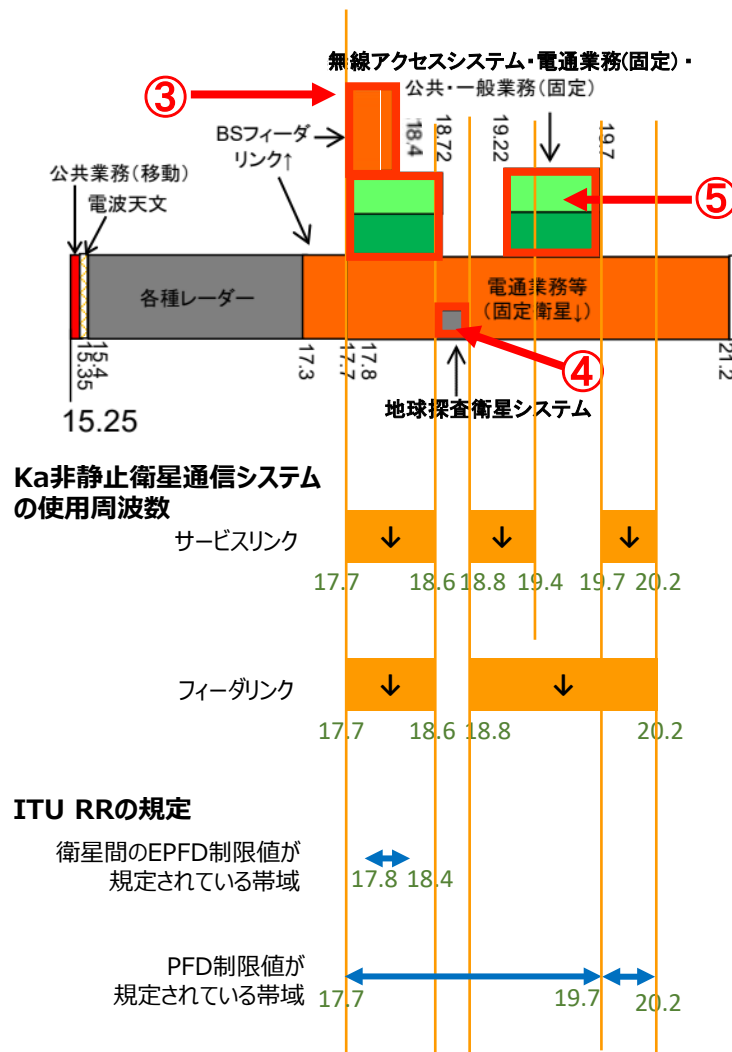 無線アクセスシステム・電通業務(固定)・
公共・一般業務(固定)
③
BSフィーダ
リンク↑
18.4
18.72
19.22
19.7
公共業務(移動)
電波天文
⑤
各種レーダー
電通業務等
(固定衛星↓)
④
15.25
15.35
15.4
17.3
17.7
17.8
21.2
地球探査衛星システム
Ka非静止衛星通信システム
の使用周波数
サービスリンク
↓ ↓ ↓
17.7 18.6 18.8 19.4 19.7 20.2
フィーダリンク
↓ ↓
17.7 18.6 18.8 20.2
ITU RRの規定
衛星間のEPFD制限値が
規定されている帯域
17.8 18.4
PFD制限値が
規定されている帯域
17.7 19.7 20.2